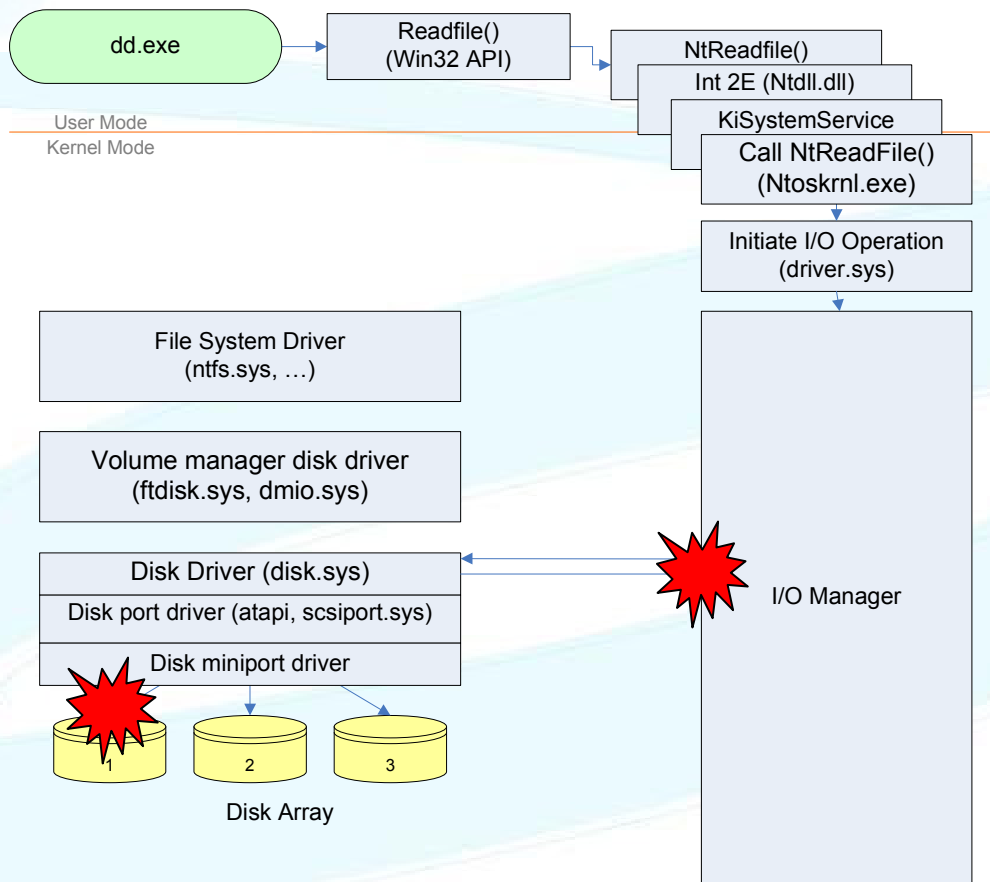 dd.exe
Readfile()
(Win32 API)
NtReadfile()
Int 2E (Ntdll.dll)
KiSystemService
Call NtReadFile()
(Ntoskrnl.exe)
User Mode
Kernel Mode
Initiate I/O Operation
(driver.sys)
File System Driver
(ntfs.sys, …)
Volume manager disk driver
(ftdisk.sys, dmio.sys)
Disk Driver (disk.sys)
Disk port driver (atapi, scsiport.sys)
Disk miniport driver
I/O Manager
1
2
3
Disk Array